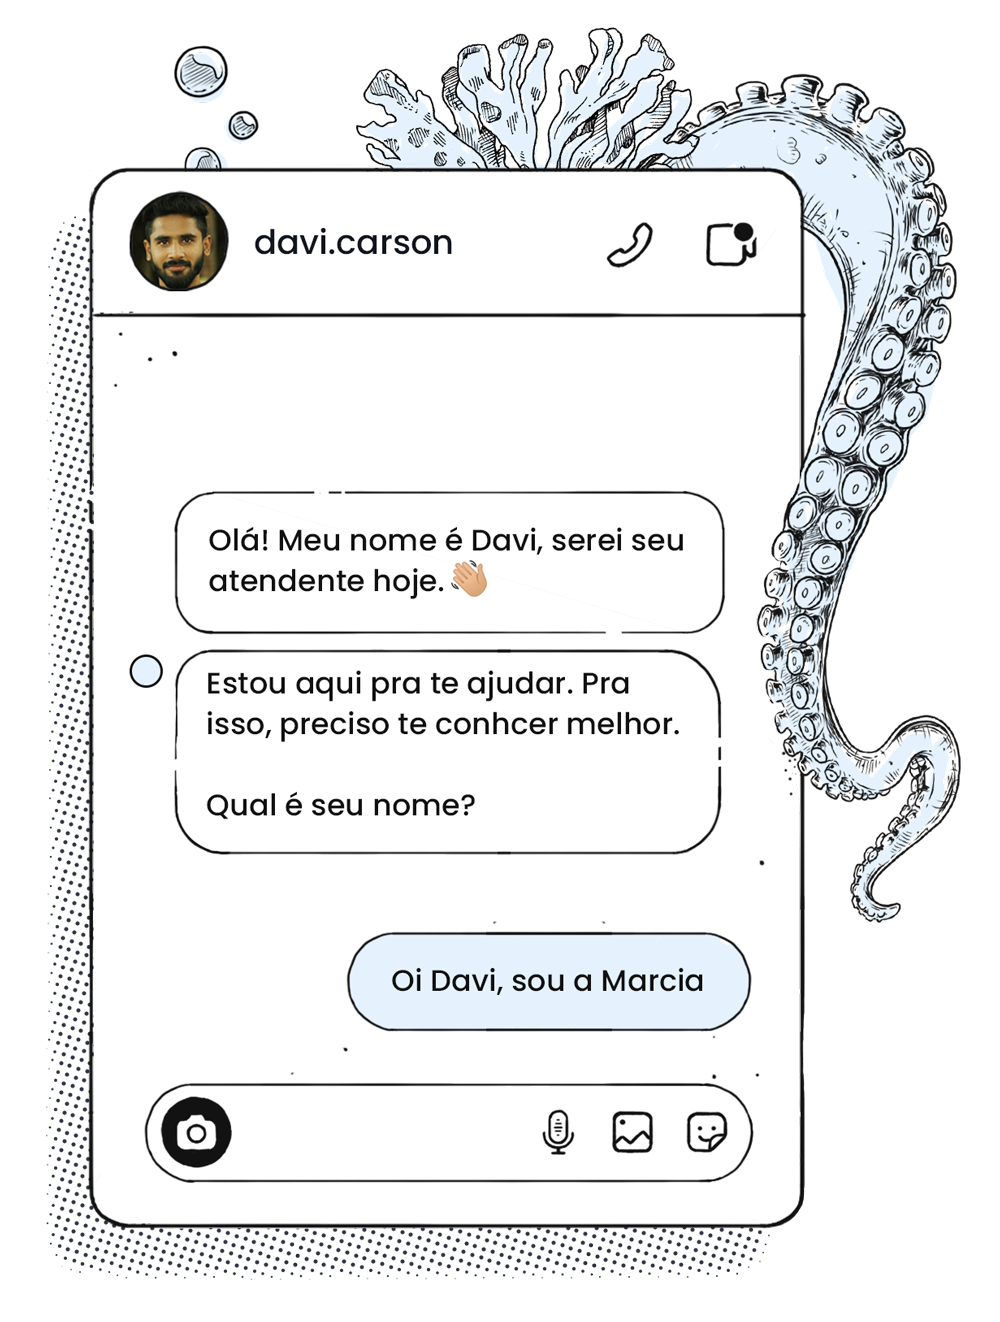 davi.carson
Olá! Meu nome é Davi, serei seu
atendente hoje.👋🏼
Estou aqui pra te ajudar. Pra
isso, preciso te conhcer melhor.
Qual é seu nome?
Oi Davi, sou a Marcia